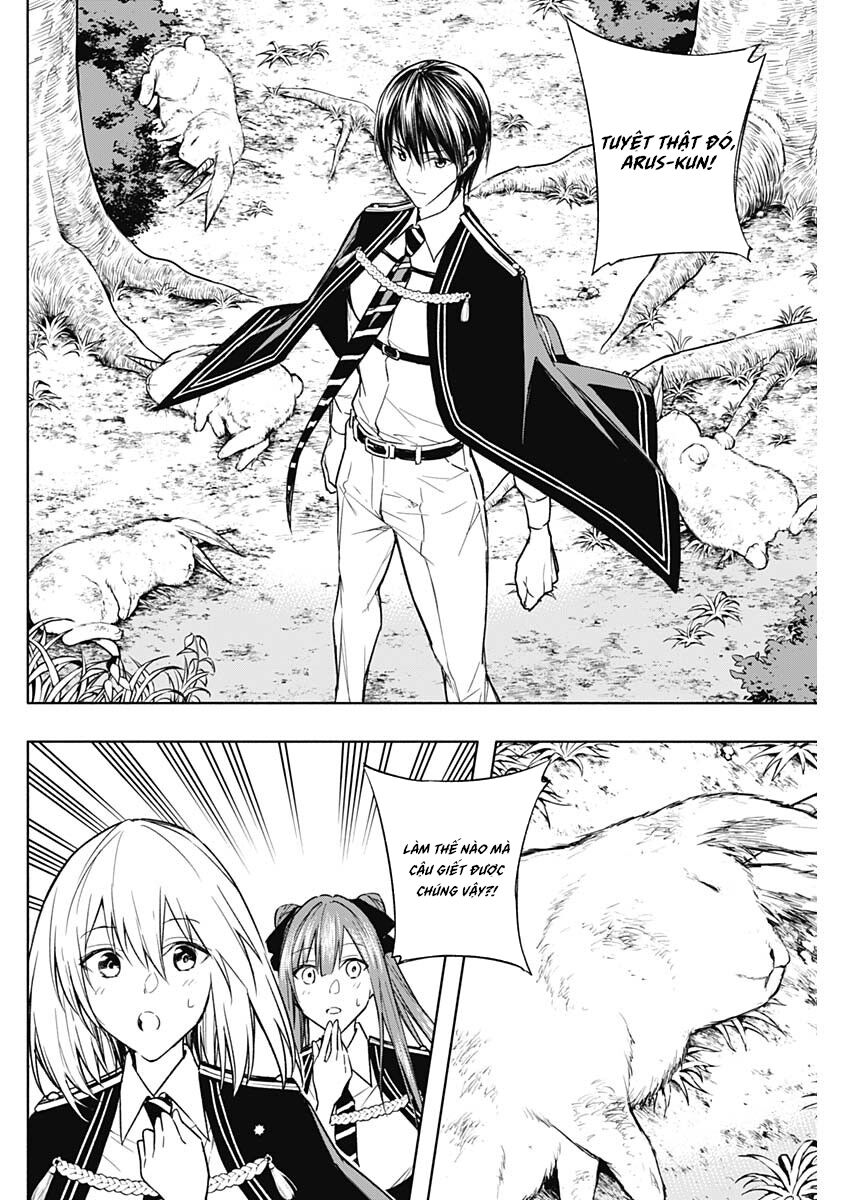 TUYỆT THẬT ĐÓ,
ARUS-KUN!
LÀM THẾ NÀO MÀ
CẬU GIẾT ĐƯỢC
CHÚNG VẬY?!